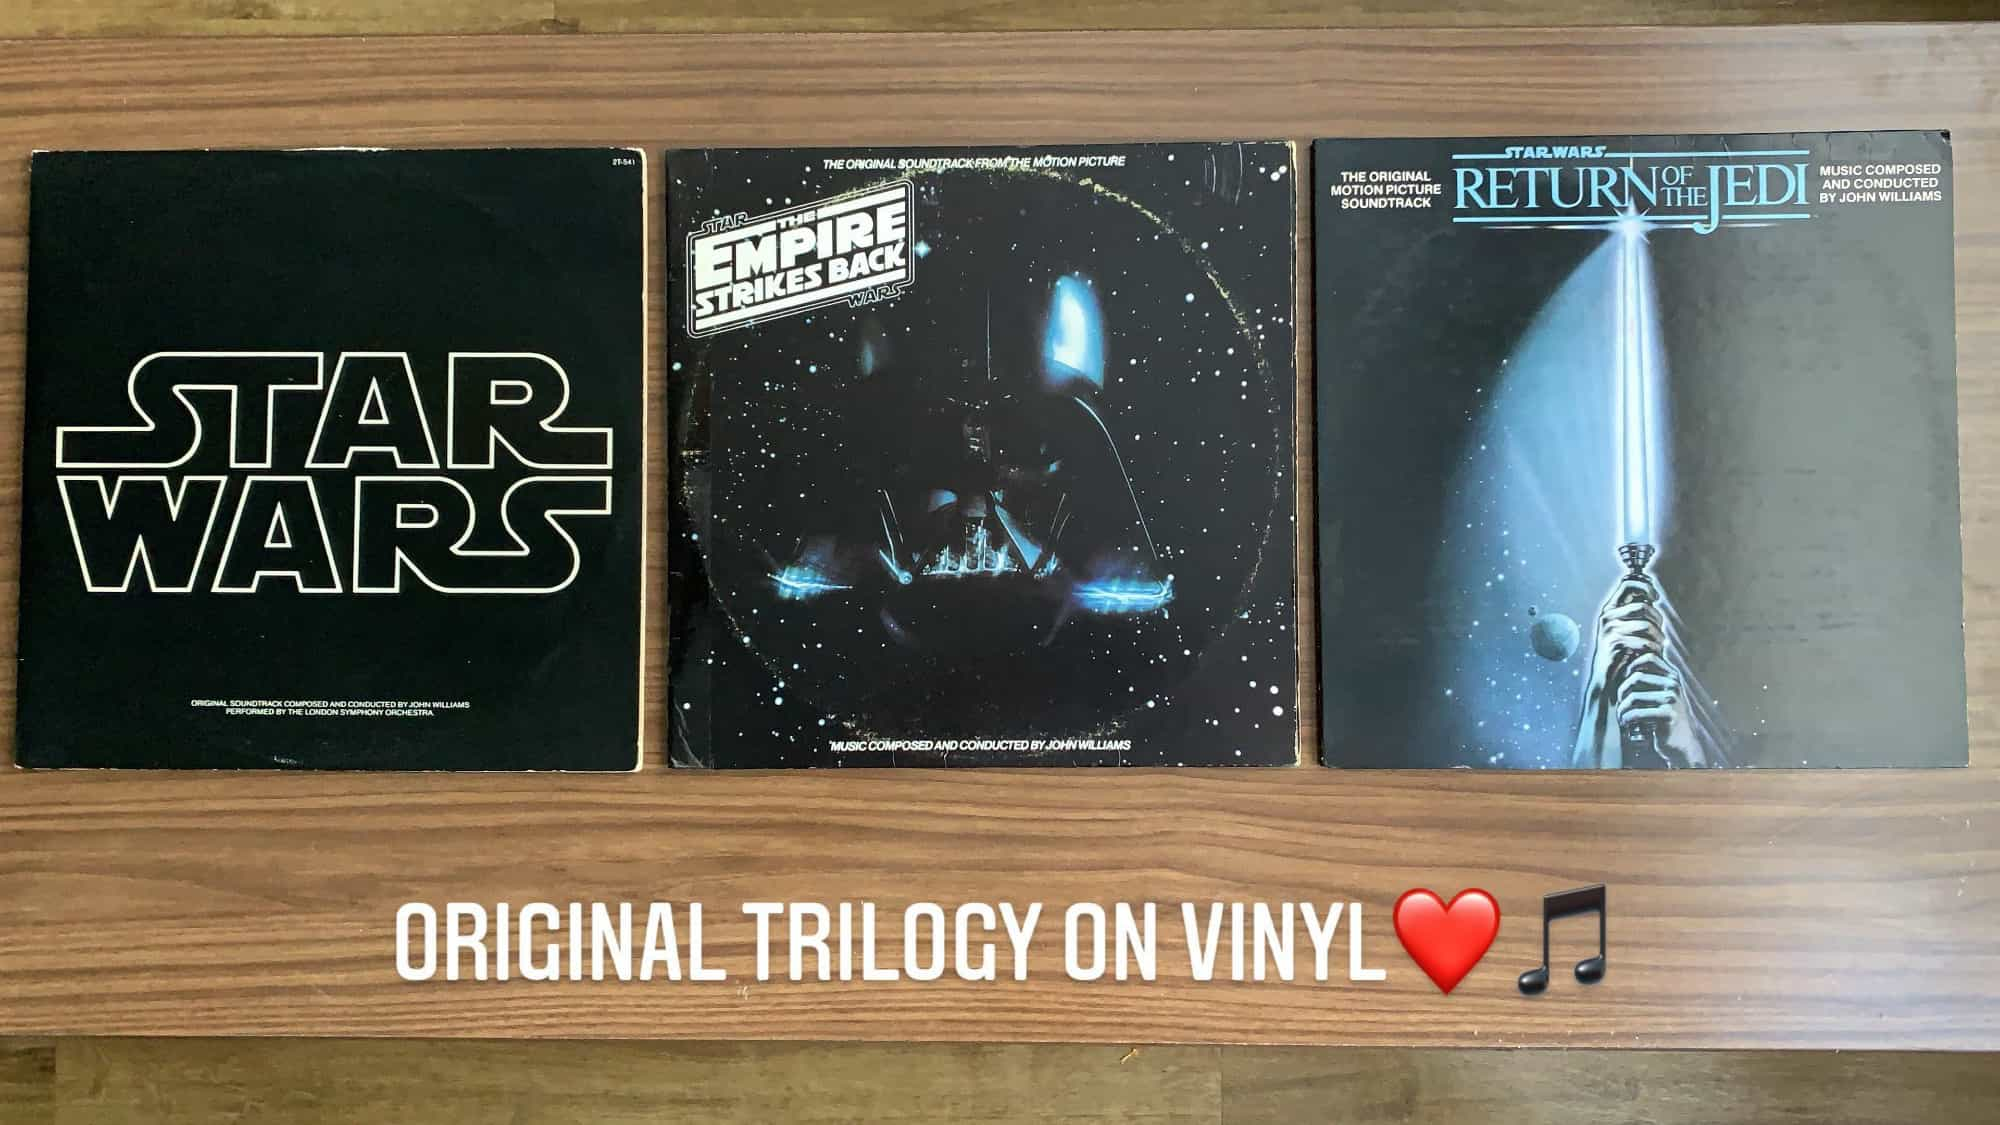 2T-541
STAR
WARS
ORIGINAL SOUNDTRACK COMPOSED AND CONDUCTED BY JOHN WILLIAMS
PERFORMED BY THE LONDON SYMPHONY ORCHESTRA.
THE ORIGINAL SOUNDTRACK FROM THE MOTION PICTURE
STAR
THE
EMPIRE
STRIKES BACK
WARS
MUSIC COMPOSED AND CONDUCTED BY JOHN WILLIAMS
THE ORIGINAL
MOTION PICTURE
SOUNDTRACK
STAR WARS
RETURN OF THE JEDI
MUSIC COMPOSED
AND CONDUCTED
BY JOHN WILLIAMS
ORIGINAL TRILOGY ON VINYL❤️🎵